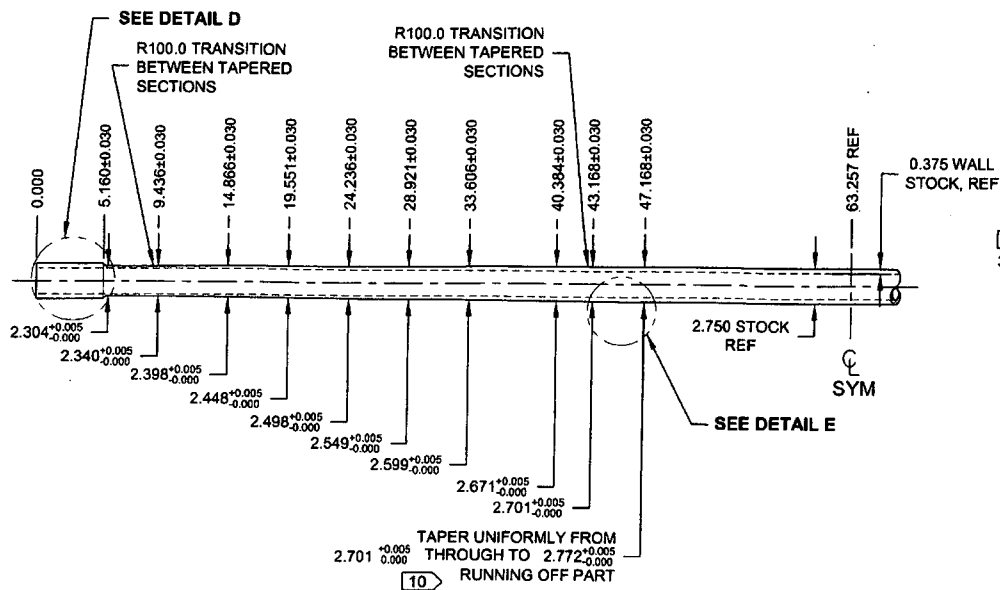 SEE DETAIL D
R100.0 TRANSITION
BETWEEN TAPERED
SECTIONS
R100.0 TRANSITION
BETWEEN TAPERED
SECTIONS
0.000
5.160±0.030
9.436±0.030
14.866±0.030
19.551±0.030
24.236±0.030
28.921±0.030
33.606±0.030
40.384±0.030
43.168±0.030
47.168±0.030
63.257 REF
0.375 WALL
STOCK, REF
2.304 +0.005 -0.000
2.340 +0.005 -0.000
2.398 +0.005 -0.000
2.448 +0.005 -0.000
2.498 +0.005 -0.000
2.549 +0.005 -0.000
2.599 +0.005 -0.000
2.671 +0.005 -0.000
2.701 +0.005 -0.000
2.750 STOCK
REF
CL
SYM
SEE DETAIL E
TAPER UNIFORMLY FROM
2.701 +0.005 0.000 THROUGH TO 2.772 +0.005 -0.000
10 RUNNING OFF PART